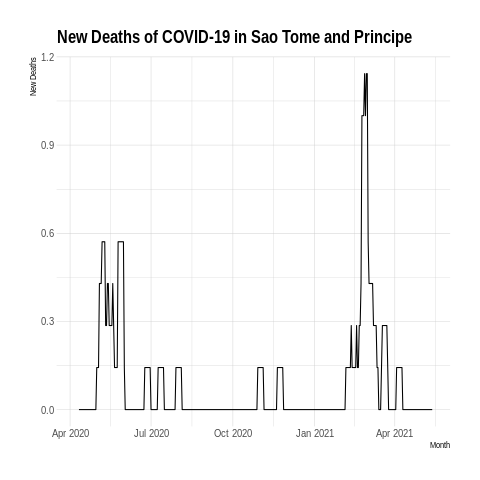 New Deaths of COVID-19 in Sao Tome and Principe
New Deaths
1.2
0.9
0.6
0.3
0.0
Apr 2020 Jul 2020 Oct 2020 Jan 2021 Apr 2021
Month